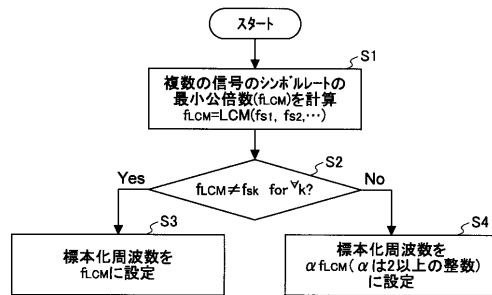 スタート
S1
複数の信号のシンボルレートの
最小公倍数(fLCM)を計算
fLCM=LCM(fs1, fs2,…)
S2
Yes
fLCM≠fsk for ∀k?
No
S3
標本化周波数を
fLCMに設定
S4
標本化周波数を
αfLCM(αは2以上の整数)
に設定